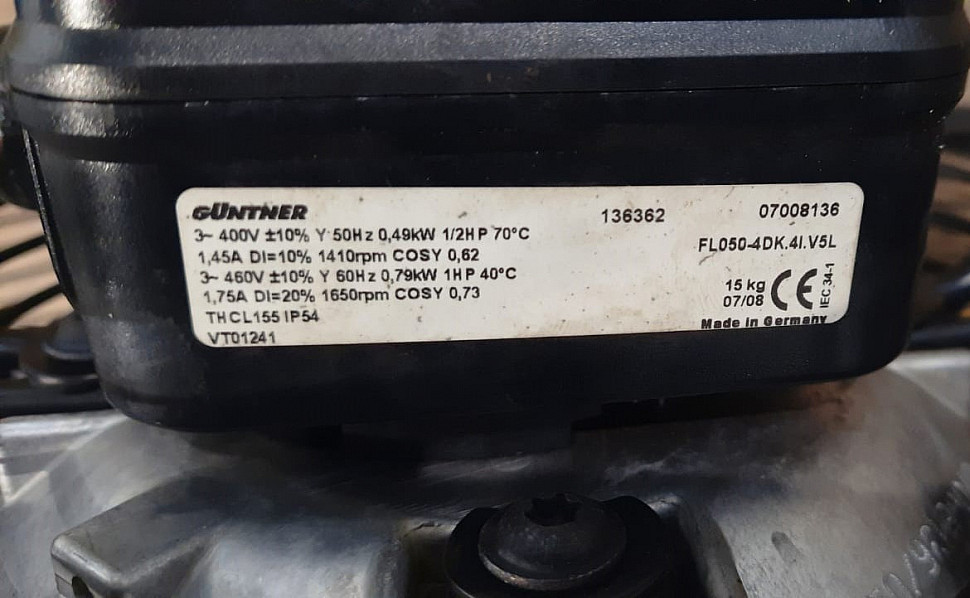 GÜNTNER 136362 07008136
3~ 400V ±10% Y 50Hz 0,49kW 1/2HP 70°C
FL050-4DK.4I.V5L
1,45A DI=10% 1410rpm COSY 0,62
3~ 460V ±10% Y 60Hz 0,79kW 1HP 40°C
15 kg
1,75A DI=20% 1650rpm COSY 0,73
07/08 CE IEC 34-1
THCL155 IP54
Made in Germany
VT01241